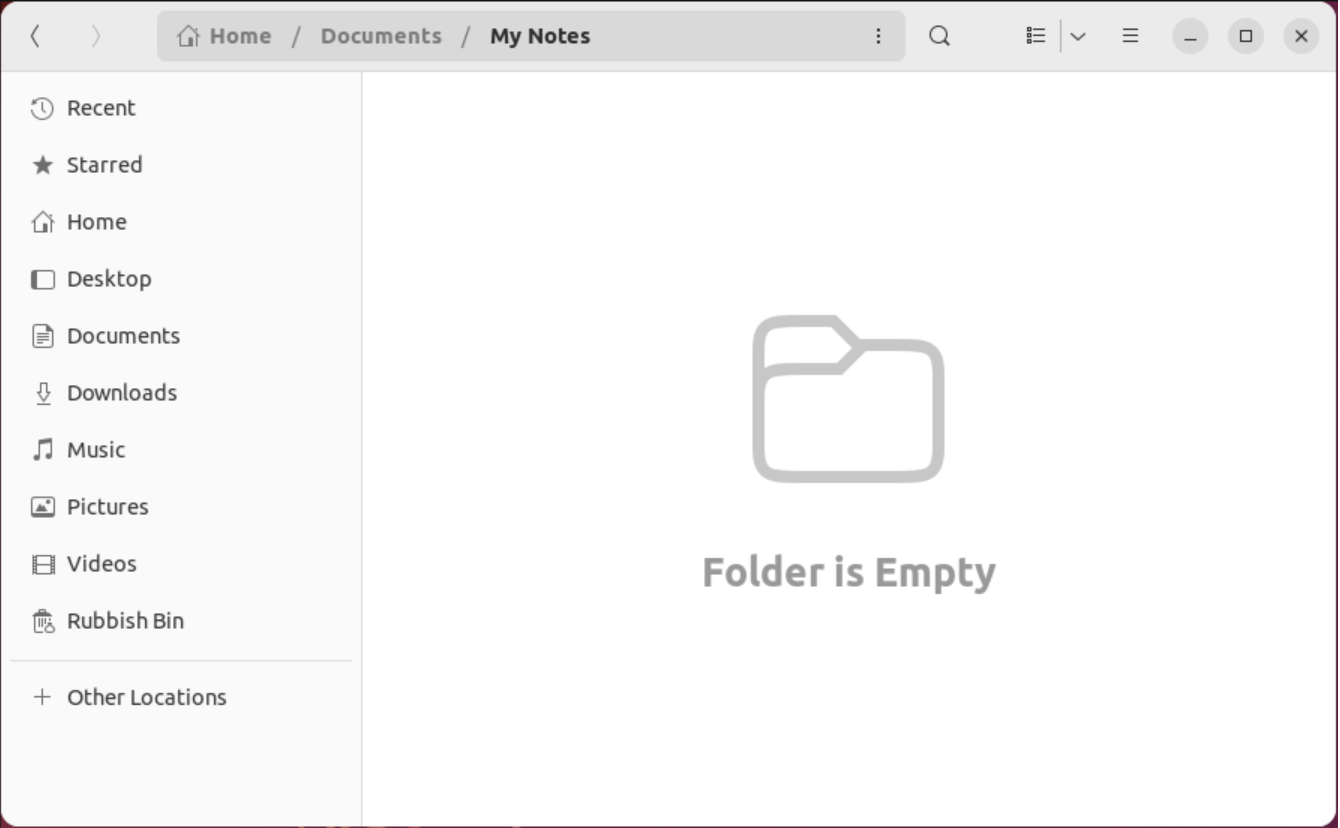 Home / Documents / My Notes
Recent
Starred
Home
Desktop
Documents
Downloads
Music
Pictures
Videos
Rubbish Bin
Other Locations
Folder is Empty